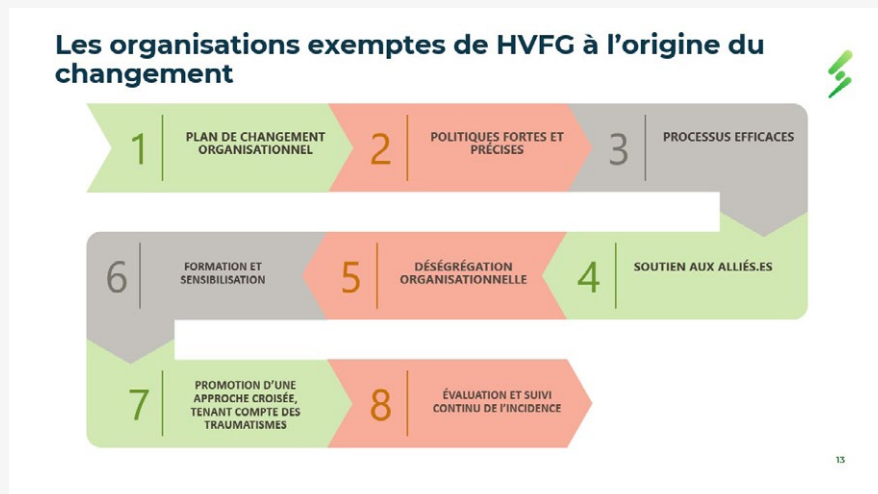 Les organisations exemptes de HVFG à l'origine du
changement
1
PLAN DE CHANGEMENT
ORGANISATIONNEL
2
POLITIQUES FORTES ET
PRÉCISES
3
PROCESSUS EFFICACES
4
SOUTIEN AUX ALLIÉS.ES
5
DÉSÉGRÉGATION
ORGANISATIONNELLE
6
FORMATION ET
SENSIBILISATION
7
PROMOTION D'UNE
APPROCHE CROISÉE,
TENANT COMPTE DES
TRAUMATISMES
8
ÉVALUATION ET SUIVI
CONTINU DE L'INCIDENCE
13